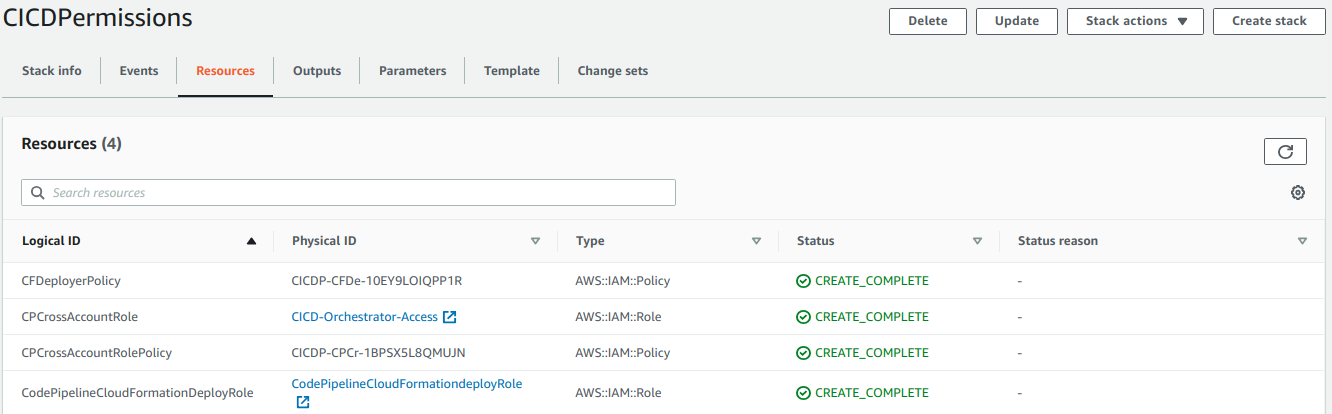 CICDPermissions
Delete Update Stack actions Create stack
Stack info Events Resources Outputs Parameters Template Change sets
Resources (4)
Search resources
Logical ID Physical ID Type Status Status reason
CFDeployerPolicy CICDP-CFDe-10EY9LOIQPP1R AWS::IAM::Policy CREATE_COMPLETE -
CPCrossAccountRole CICD-Orchestrator-Access AWS::IAM::Role CREATE_COMPLETE -
CPCrossAccountRolePolicy CICDP-CPCr-1BPSX5L8QMUJN AWS::IAM::Policy CREATE_COMPLETE -
CodePipelineCloudFormationDeployRole CodePipelineCloudFormationdeployRole AWS::IAM::Role CREATE_COMPLETE -